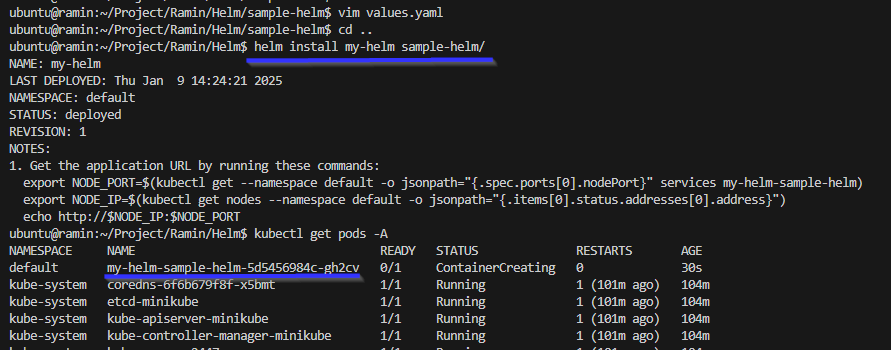 ubuntu@ramin:~/Project/Ramin/Helm/sample-helm$ vim values.yaml
ubuntu@ramin:~/Project/Ramin/Helm/sample-helm$ cd ..
ubuntu@ramin:~/Project/Ramin/Helm$ helm install my-helm sample-helm/
NAME: my-helm
LAST DEPLOYED: Thu Jan  9 14:24:21 2025
NAMESPACE: default
STATUS: deployed
REVISION: 1
NOTES:
1. Get the application URL by running these commands:
  export NODE_PORT=$(kubectl get --namespace default -o jsonpath="{.spec.ports[0].nodePort}" services my-helm-sample-helm)
  export NODE_IP=$(kubectl get nodes --namespace default -o jsonpath="{.items[0].status.addresses[0].address}")
  echo http://$NODE_IP:$NODE_PORT
ubuntu@ramin:~/Project/Ramin/Helm$ kubectl get pods -A
NAMESPACE     NAME                                   READY   STATUS              RESTARTS       AGE
default       my-helm-sample-helm-5d5456984c-gh2cv   0/1     ContainerCreating   0              30s
kube-system   coredns-6f6b679f8f-x5bmt               1/1     Running             1 (101m ago)   104m
kube-system   etcd-minikube                          1/1     Running             1 (101m ago)   104m
kube-system   kube-apiserver-minikube                1/1     Running             1 (101m ago)   104m
kube-system   kube-controller-manager-minikube       1/1     Running             1 (101m ago)   104m